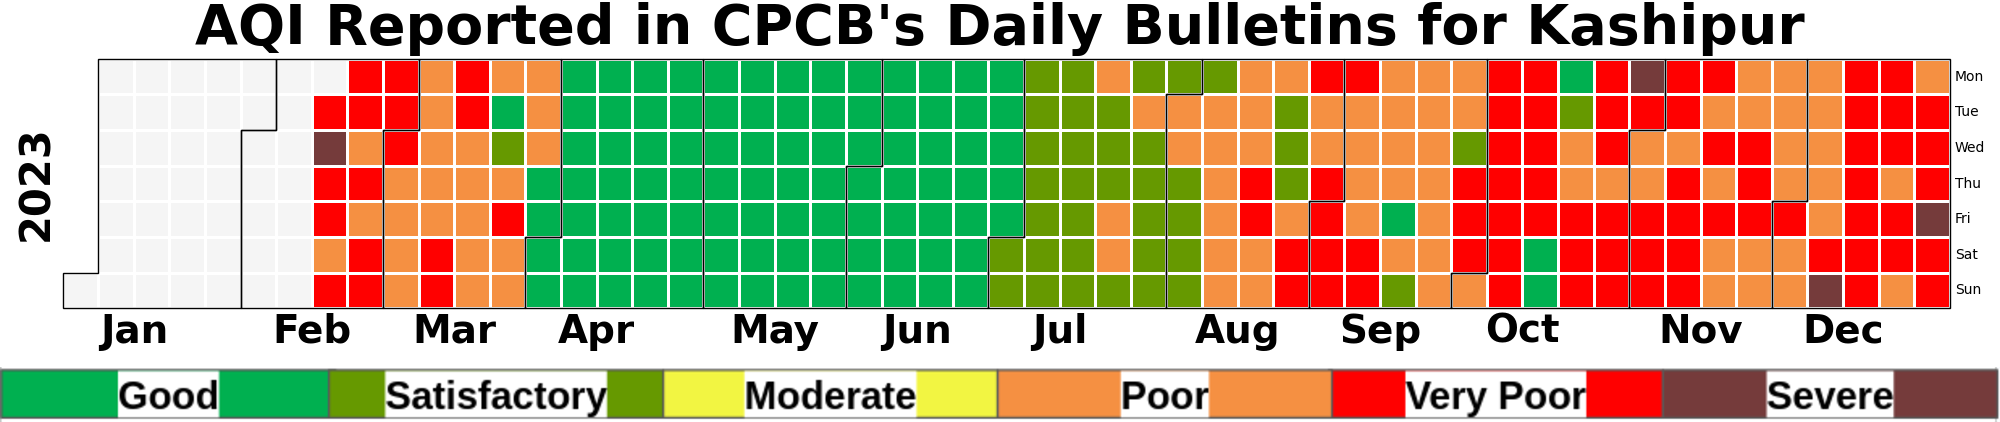 AQI Reported in CPCB's Daily Bulletins for Kashipur
2023
Mon
Tue
Wed
Thu
Fri
Sat
Sun
Jan Feb Mar Apr May Jun Jul Aug Sep Oct Nov Dec
Good Satisfactory Moderate Poor Very Poor Severe